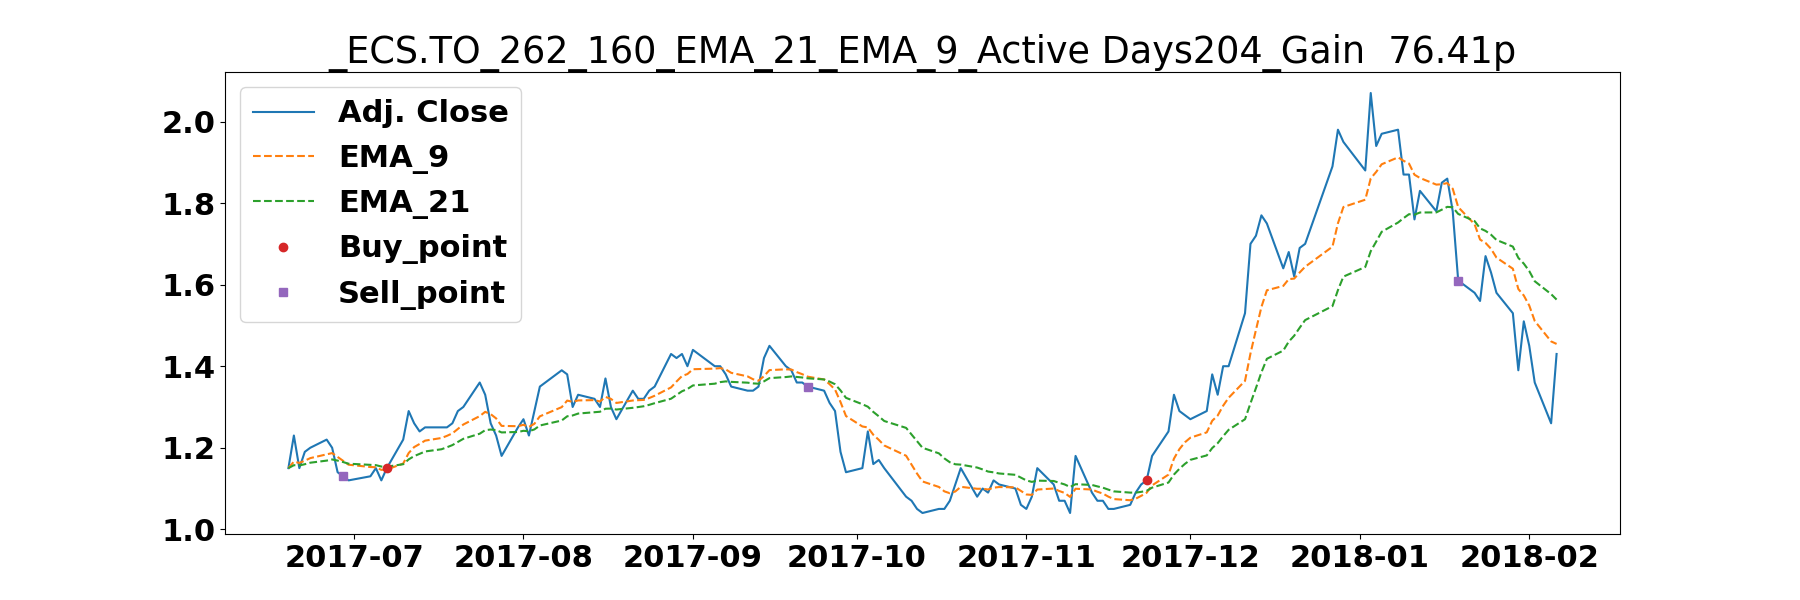 _ECS.TO_262_160_EMA_21_EMA_9_Active Days204_Gain  76.41p
Adj. Close
EMA_9
EMA_21
Buy_point
Sell_point
2.0
1.8
1.6
1.4
1.2
1.0
2017-07 2017-08 2017-09 2017-10 2017-11 2017-12 2018-01 2018-02